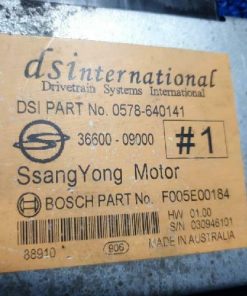 dsinternational
Drivetrain Systems International
DSI PART No. 0578-640141
36600-09000 #1
SsangYong Motor
BOSCH PART No. F005E00184
HW 01.00
S/N 030946101
88910 906 MADE IN AUSTRALIA